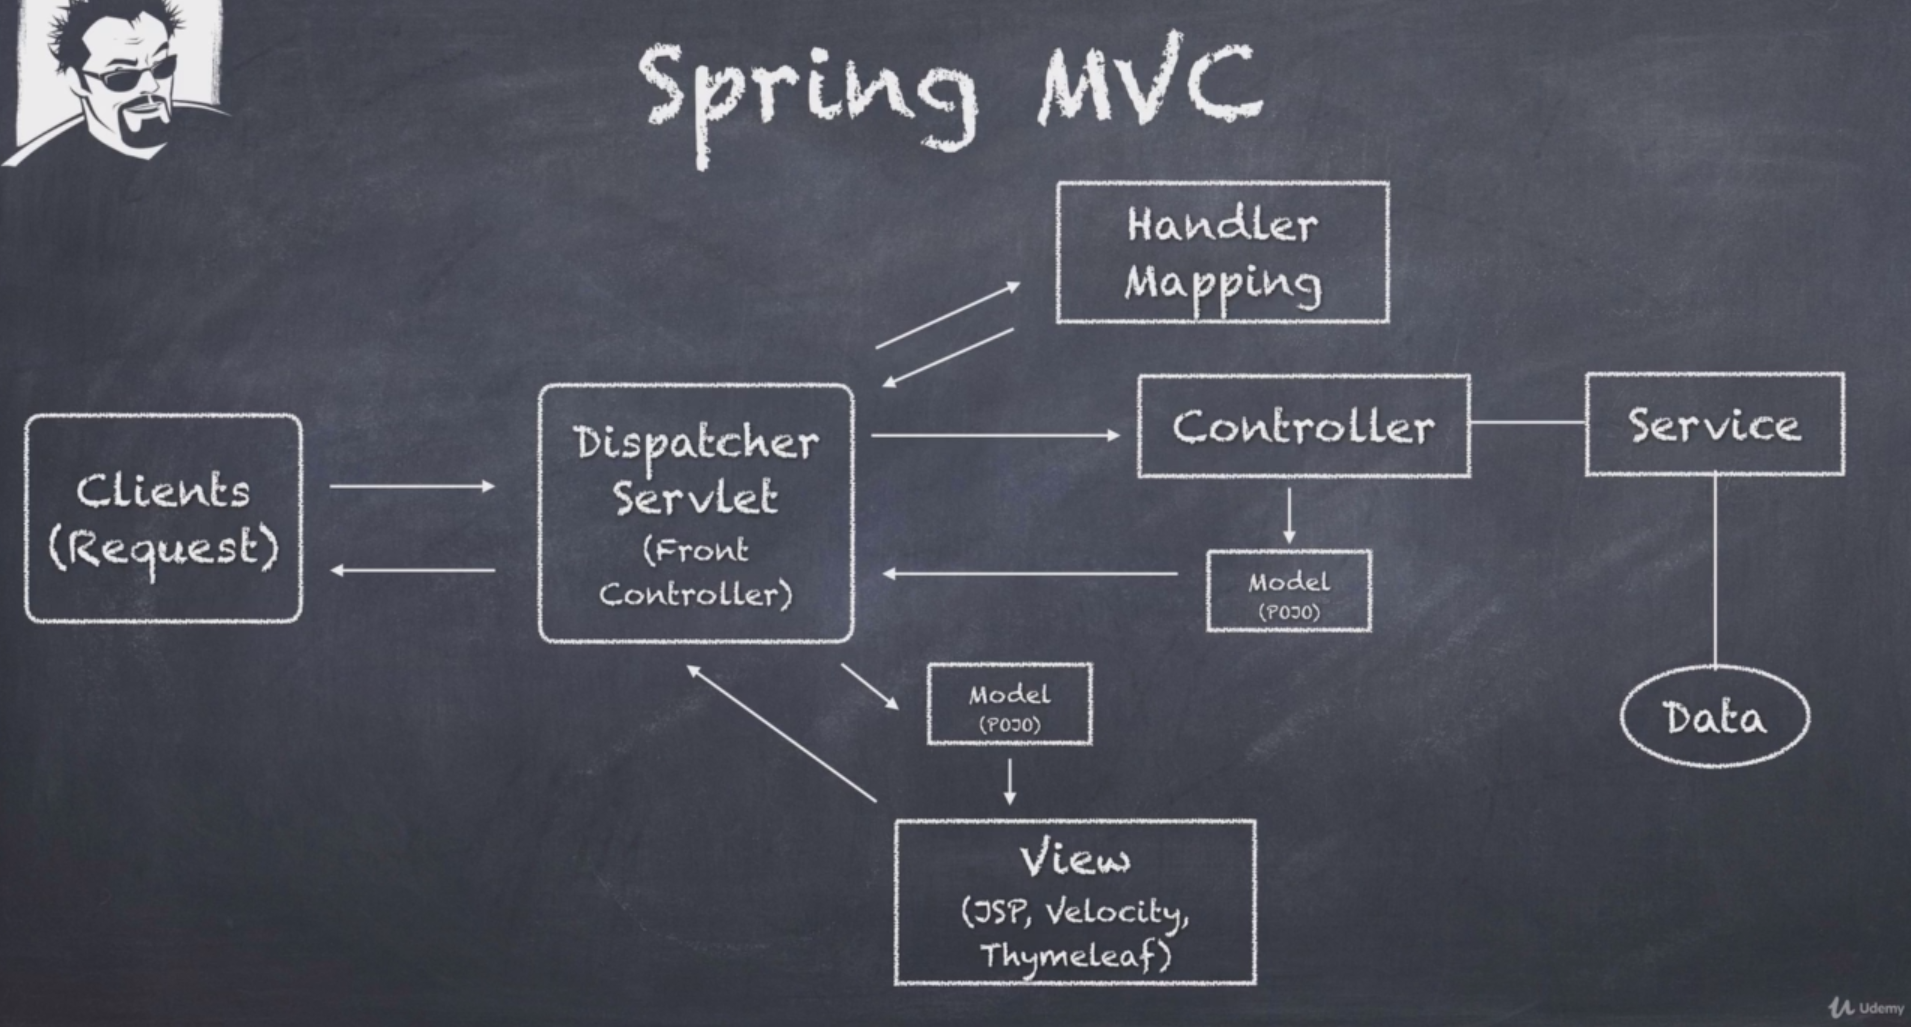 Spring MVC
Handler
Mapping
Clients
(Request)
Dispatcher
Servlet
(Front
Controller)
Controller
Service
Model
(POJO)
Model
(POJO)
Data
View
(JSP, Velocity,
Thymeleaf)
Udemy